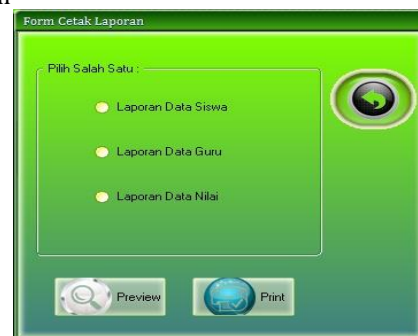 Form Cetak Laporan
Pilih Salah Satu :
Laporan Data Siswa
Laporan Data Guru
Laporan Data Nilai
Preview
Print